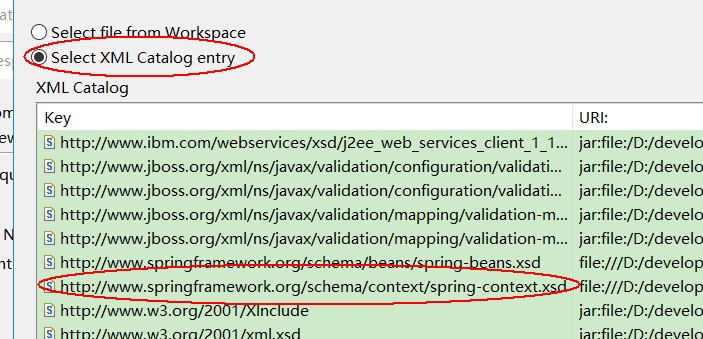 Select file from Workspace
Select XML Catalog entry
XML Catalog
Key URI:
http://www.ibm.com/webservices/xsd/j2ee_web_services_client_1_1... jar:file:/D:/develo
http://www.jboss.org/xml/ns/javax/validation/configuration/validati... jar:file:/D:/develo
http://www.jboss.org/xml/ns/javax/validation/configuration/validati... jar:file:/D:/develo
http://www.jboss.org/xml/ns/javax/validation/mapping/validation-m... jar:file:/D:/develo
http://www.jboss.org/xml/ns/javax/validation/mapping/validation-m... jar:file:/D:/develo
http://www.springframework.org/schema/beans/spring-beans.xsd file:///D:/develop
http://www.springframework.org/schema/context/spring-context.xsd file:///D:/develop
http://www.w3.org/2001/XInclude jar:file:/D:/develo
http://www.w3.org/2001/xml.xsd jar:file:/D:/develo